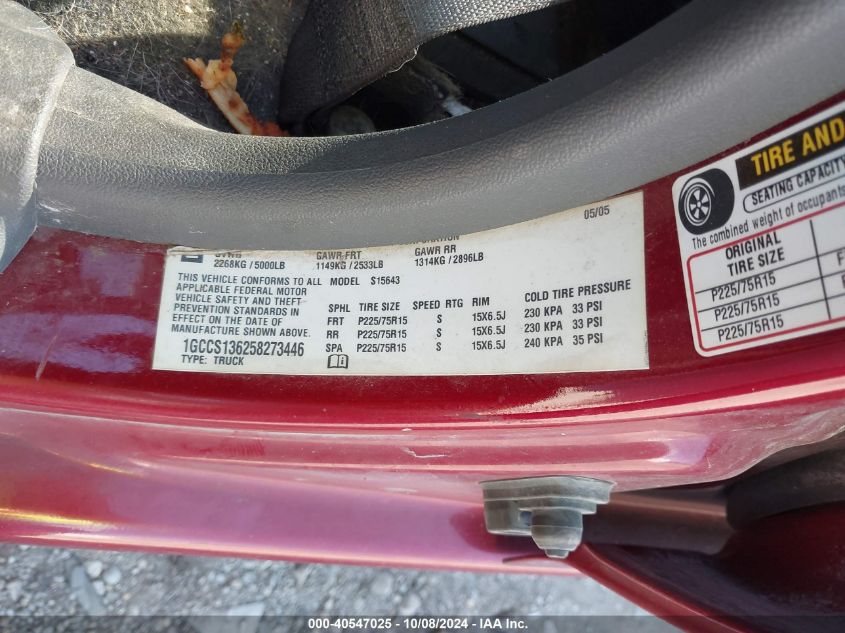 05/05
GAWR FRT GAWR RR
2268KG / 5000LB 1149KG / 2533LB 1314KG / 2896LB
THIS VEHICLE CONFORMS TO ALL MODEL S15643
APPLICABLE FEDERAL MOTOR
VEHICLE SAFETY AND THEFT
PREVENTION STANDARDS IN
EFFECT ON THE DATE OF
MANUFACTURE SHOWN ABOVE.
1GCCS136258273446
TYPE: TRUCK
SPHL TIRE SIZE SPEED RTG RIM COLD TIRE PRESSURE
FRT P225/75R15 S 15X6.5J 230 KPA 33 PSI
RR P225/75R15 S 15X6.5J 230 KPA 33 PSI
SPA P225/75R15 S 15X6.5J 240 KPA 35 PSI
TIRE AND
SEATING CAPACITY
The combined weight of occupants
ORIGINAL
TIRE SIZE
P225/75R15
P225/75R15
P225/75R15
000-40547025 - 10/08/2024 - IAA Inc.